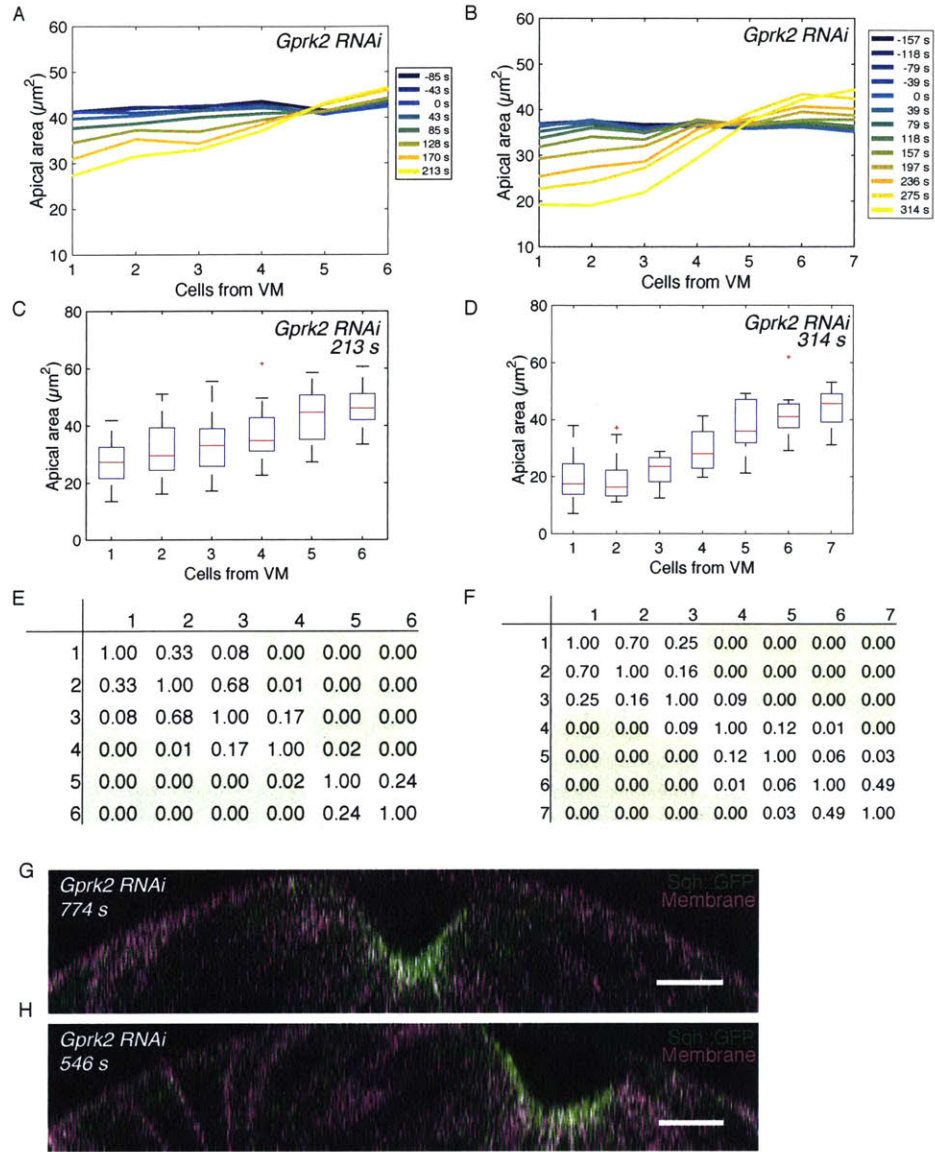 A
Gprk2 RNAi
Apical area (µm²)
60
50
40
30
20
10
1 2 3 4 5 6
Cells from VM
-85 s
-43 s
0 s
43 s
85 s
128 s
170 s
213 s
B
Gprk2 RNAi
Apical area (µm²)
60
50
40
30
20
10
1 2 3 4 5 6 7
Cells from VM
-157 s
-118 s
-79 s
-39 s
0 s
39 s
79 s
118 s
157 s
197 s
236 s
275 s
314 s
C
Gprk2 RNAi
213 s
Apical area (µm²)
80
60
40
20
0
1 2 3 4 5 6
Cells from VM
D
Gprk2 RNAi
314 s
Apical area (µm²)
80
60
40
20
0
1 2 3 4 5 6 7
Cells from VM
E
1 2 3 4 5 6
1 1.00 0.33 0.08 0.00 0.00 0.00
2 0.33 1.00 0.68 0.01 0.00 0.00
3 0.08 0.68 1.00 0.17 0.00 0.00
4 0.00 0.01 0.17 1.00 0.02 0.00
5 0.00 0.00 0.00 0.02 1.00 0.24
6 0.00 0.00 0.00 0.00 0.24 1.00
F
1 2 3 4 5 6 7
1 1.00 0.70 0.25 0.00 0.00 0.00 0.00
2 0.70 1.00 0.16 0.00 0.00 0.00 0.00
3 0.25 0.16 1.00 0.09 0.00 0.00 0.00
4 0.00 0.00 0.09 1.00 0.12 0.01 0.00
5 0.00 0.00 0.00 0.12 1.00 0.06 0.03
6 0.00 0.00 0.00 0.01 0.06 1.00 0.49
7 0.00 0.00 0.00 0.00 0.03 0.49 1.00
G
Gprk2 RNAi
774 s
Sqh::GFP
Membrane
H
Gprk2 RNAi
546 s
Sqh::GFP
Membrane